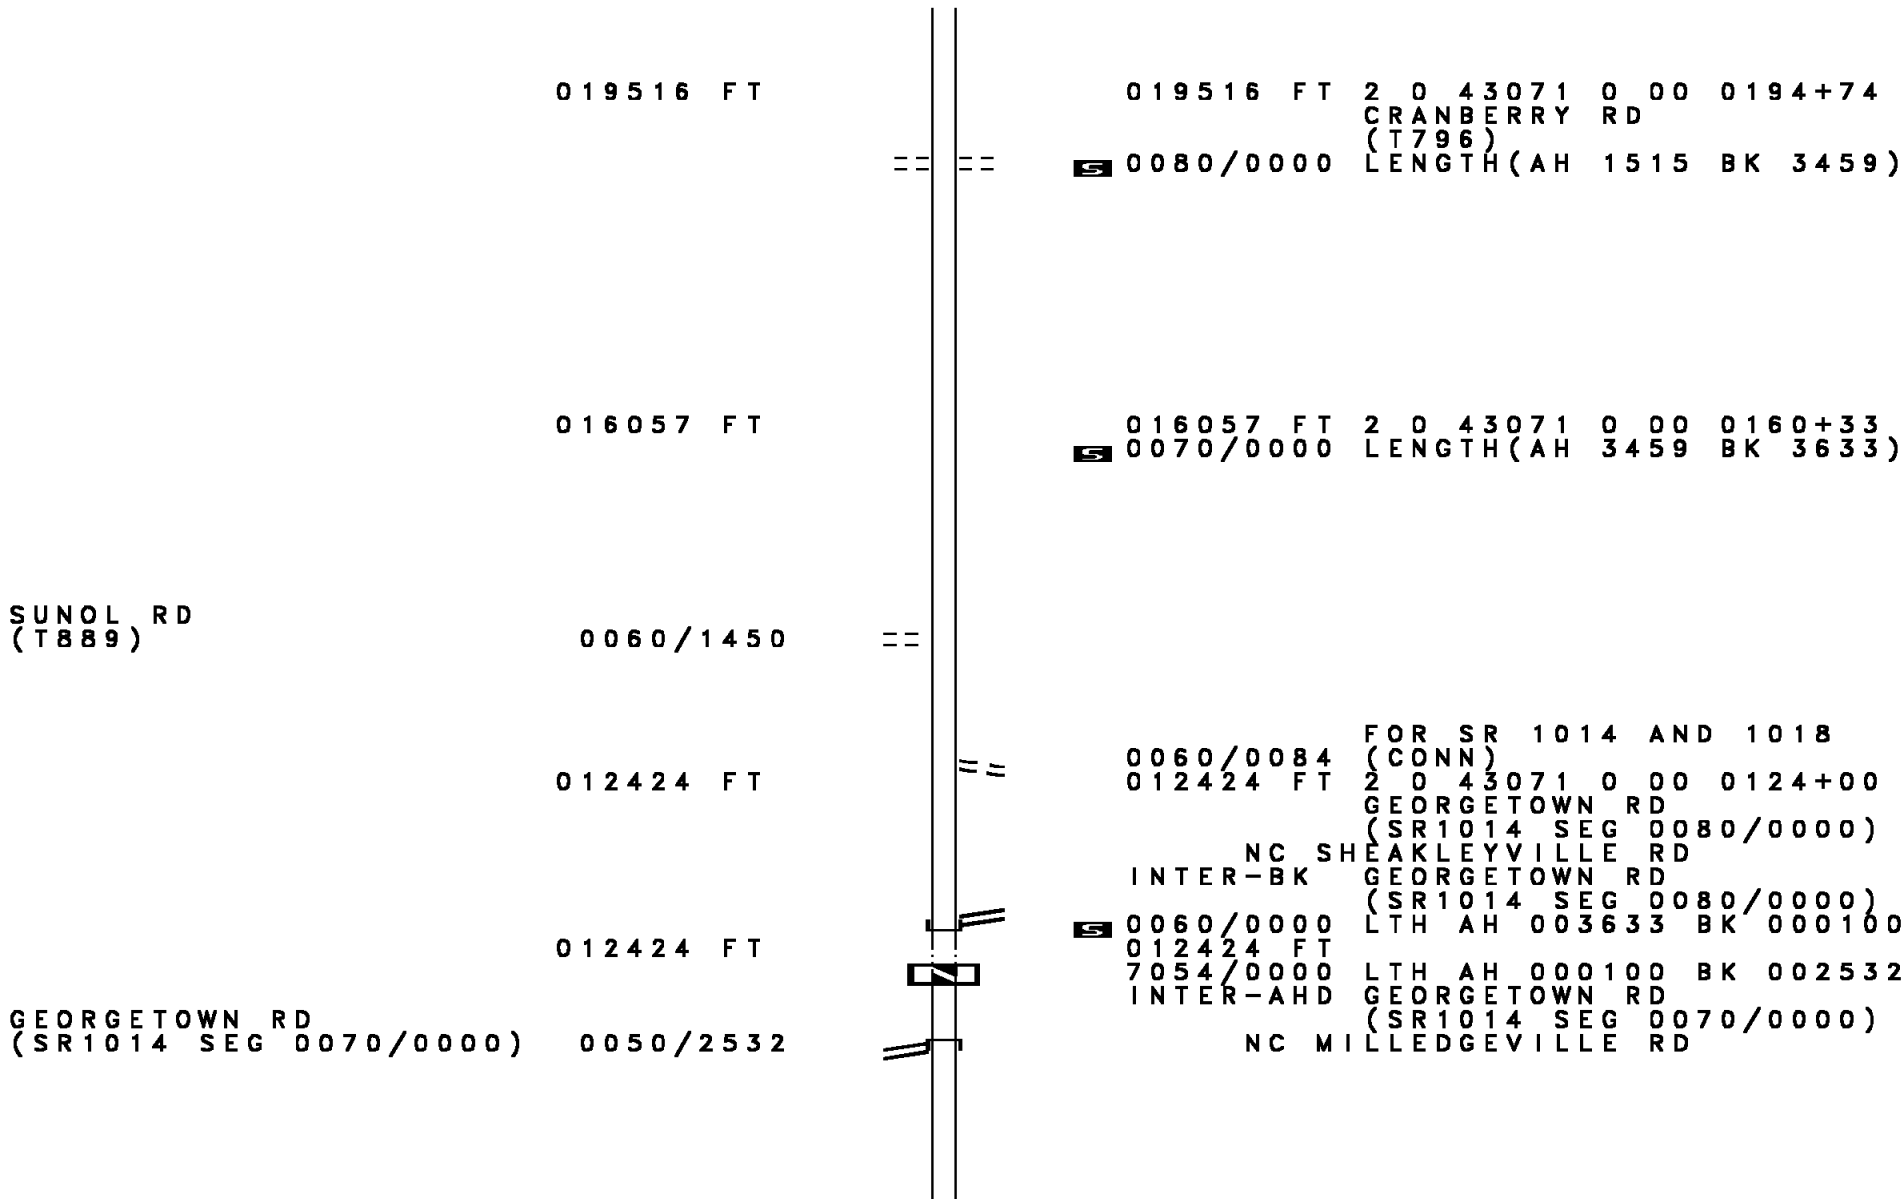 019516 FT 019516 FT 2 0 43071 0 00 0194+74
CRANBERRY RD
(T796)
S 0080/0000 LENGTH(AH 1515 BK 3459)
016057 FT 016057 FT 2 0 43071 0 00 0160+33
S 0070/0000 LENGTH(AH 3459 BK 3633)
SUNOL RD
(T889) 0060/1450
FOR SR 1014 AND 1018
0060/0084 (CONN)
012424 FT 012424 FT 2 0 43071 0 00 0124+00
GEORGETOWN RD
(SR1014 SEG 0080/0000)
NC SHEAKLEYVILLE RD
INTER-BK GEORGETOWN RD
(SR1014 SEG 0080/0000)
S 0060/0000 LTH AH 003633 BK 000100
012424 FT 012424 FT
7054/0000 LTH AH 000100 BK 002532
INTER-AHD GEORGETOWN RD
GEORGETOWN RD (SR1014 SEG 0070/0000)
(SR1014 SEG 0070/0000) 0050/2532 NC MILLEDGEVILLE RD